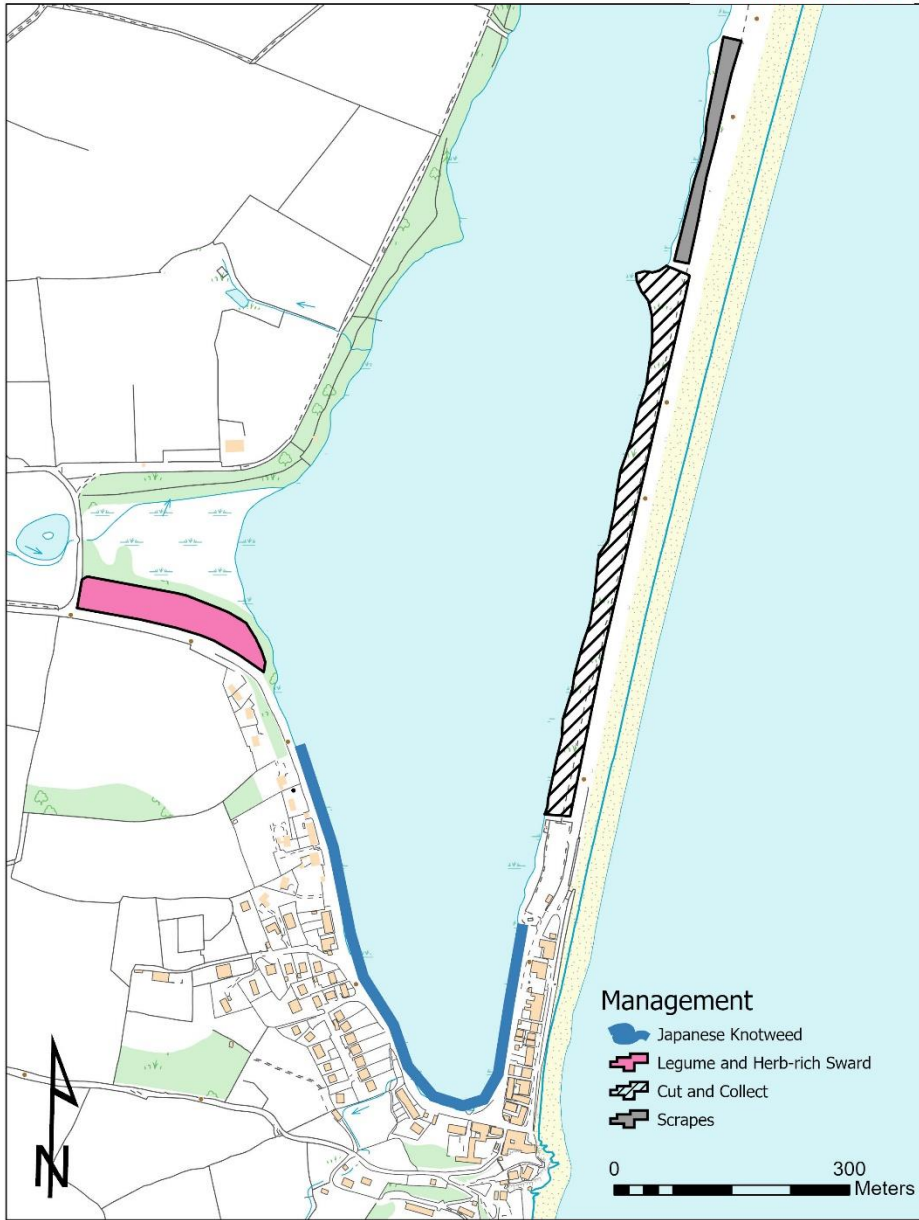 Management
Japanese Knotweed
Legume and Herb-rich Sward
Cut and Collect
Scrapes
N
0 300
Meters